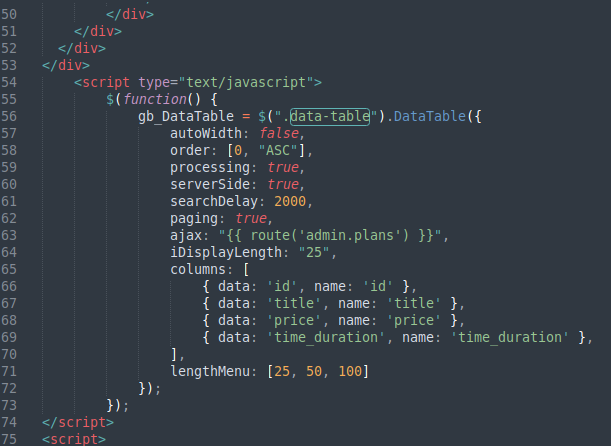 50 </div>
51 </div>
52 </div>
53 </div>
54 <script type="text/javascript">
55 $(function() {
56 gb_DataTable = $(".data-table").DataTable({
57 autoWidth: false,
58 order: [0, "ASC"],
59 processing: true,
60 serverSide: true,
61 searchDelay: 2000,
62 paging: true,
63 ajax: "{{ route('admin.plans') }}",
64 iDisplayLength: "25",
65 columns: [
66 { data: 'id', name: 'id' },
67 { data: 'title', name: 'title' },
68 { data: 'price', name: 'price' },
69 { data: 'time_duration', name: 'time_duration' },
70 ],
71 lengthMenu: [25, 50, 100]
72 });
73 });
74 </script>
75 <script>